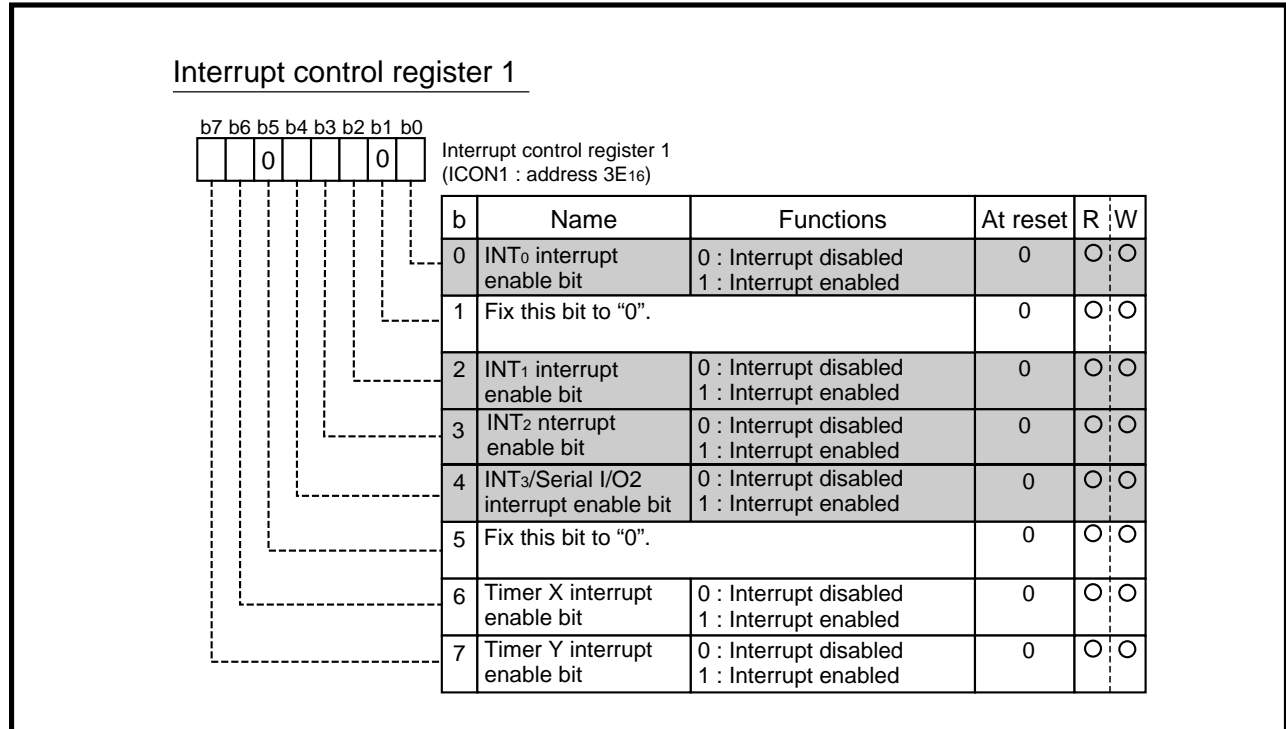 Interrupt control register 1
b7 b6 b5 b4 b3 b2 b1 b0
0 0
Interrupt control register 1
(ICON1 : address 3E16)
b Name Functions At reset R W
0 INT0 interrupt enable bit 0 : Interrupt disabled 0
1 : Interrupt enabled
1 Fix this bit to “0”. 0
2 INT1 interrupt enable bit 0 : Interrupt disabled 0
1 : Interrupt enabled
3 INT2 nterrupt enable bit 0 : Interrupt disabled 0
1 : Interrupt enabled
4 INT3/Serial I/O2 interrupt enable bit 0 : Interrupt disabled 0
1 : Interrupt enabled
5 Fix this bit to “0”. 0
6 Timer X interrupt enable bit 0 : Interrupt disabled 0
1 : Interrupt enabled
7 Timer Y interrupt enable bit 0 : Interrupt disabled 0
1 : Interrupt enabled